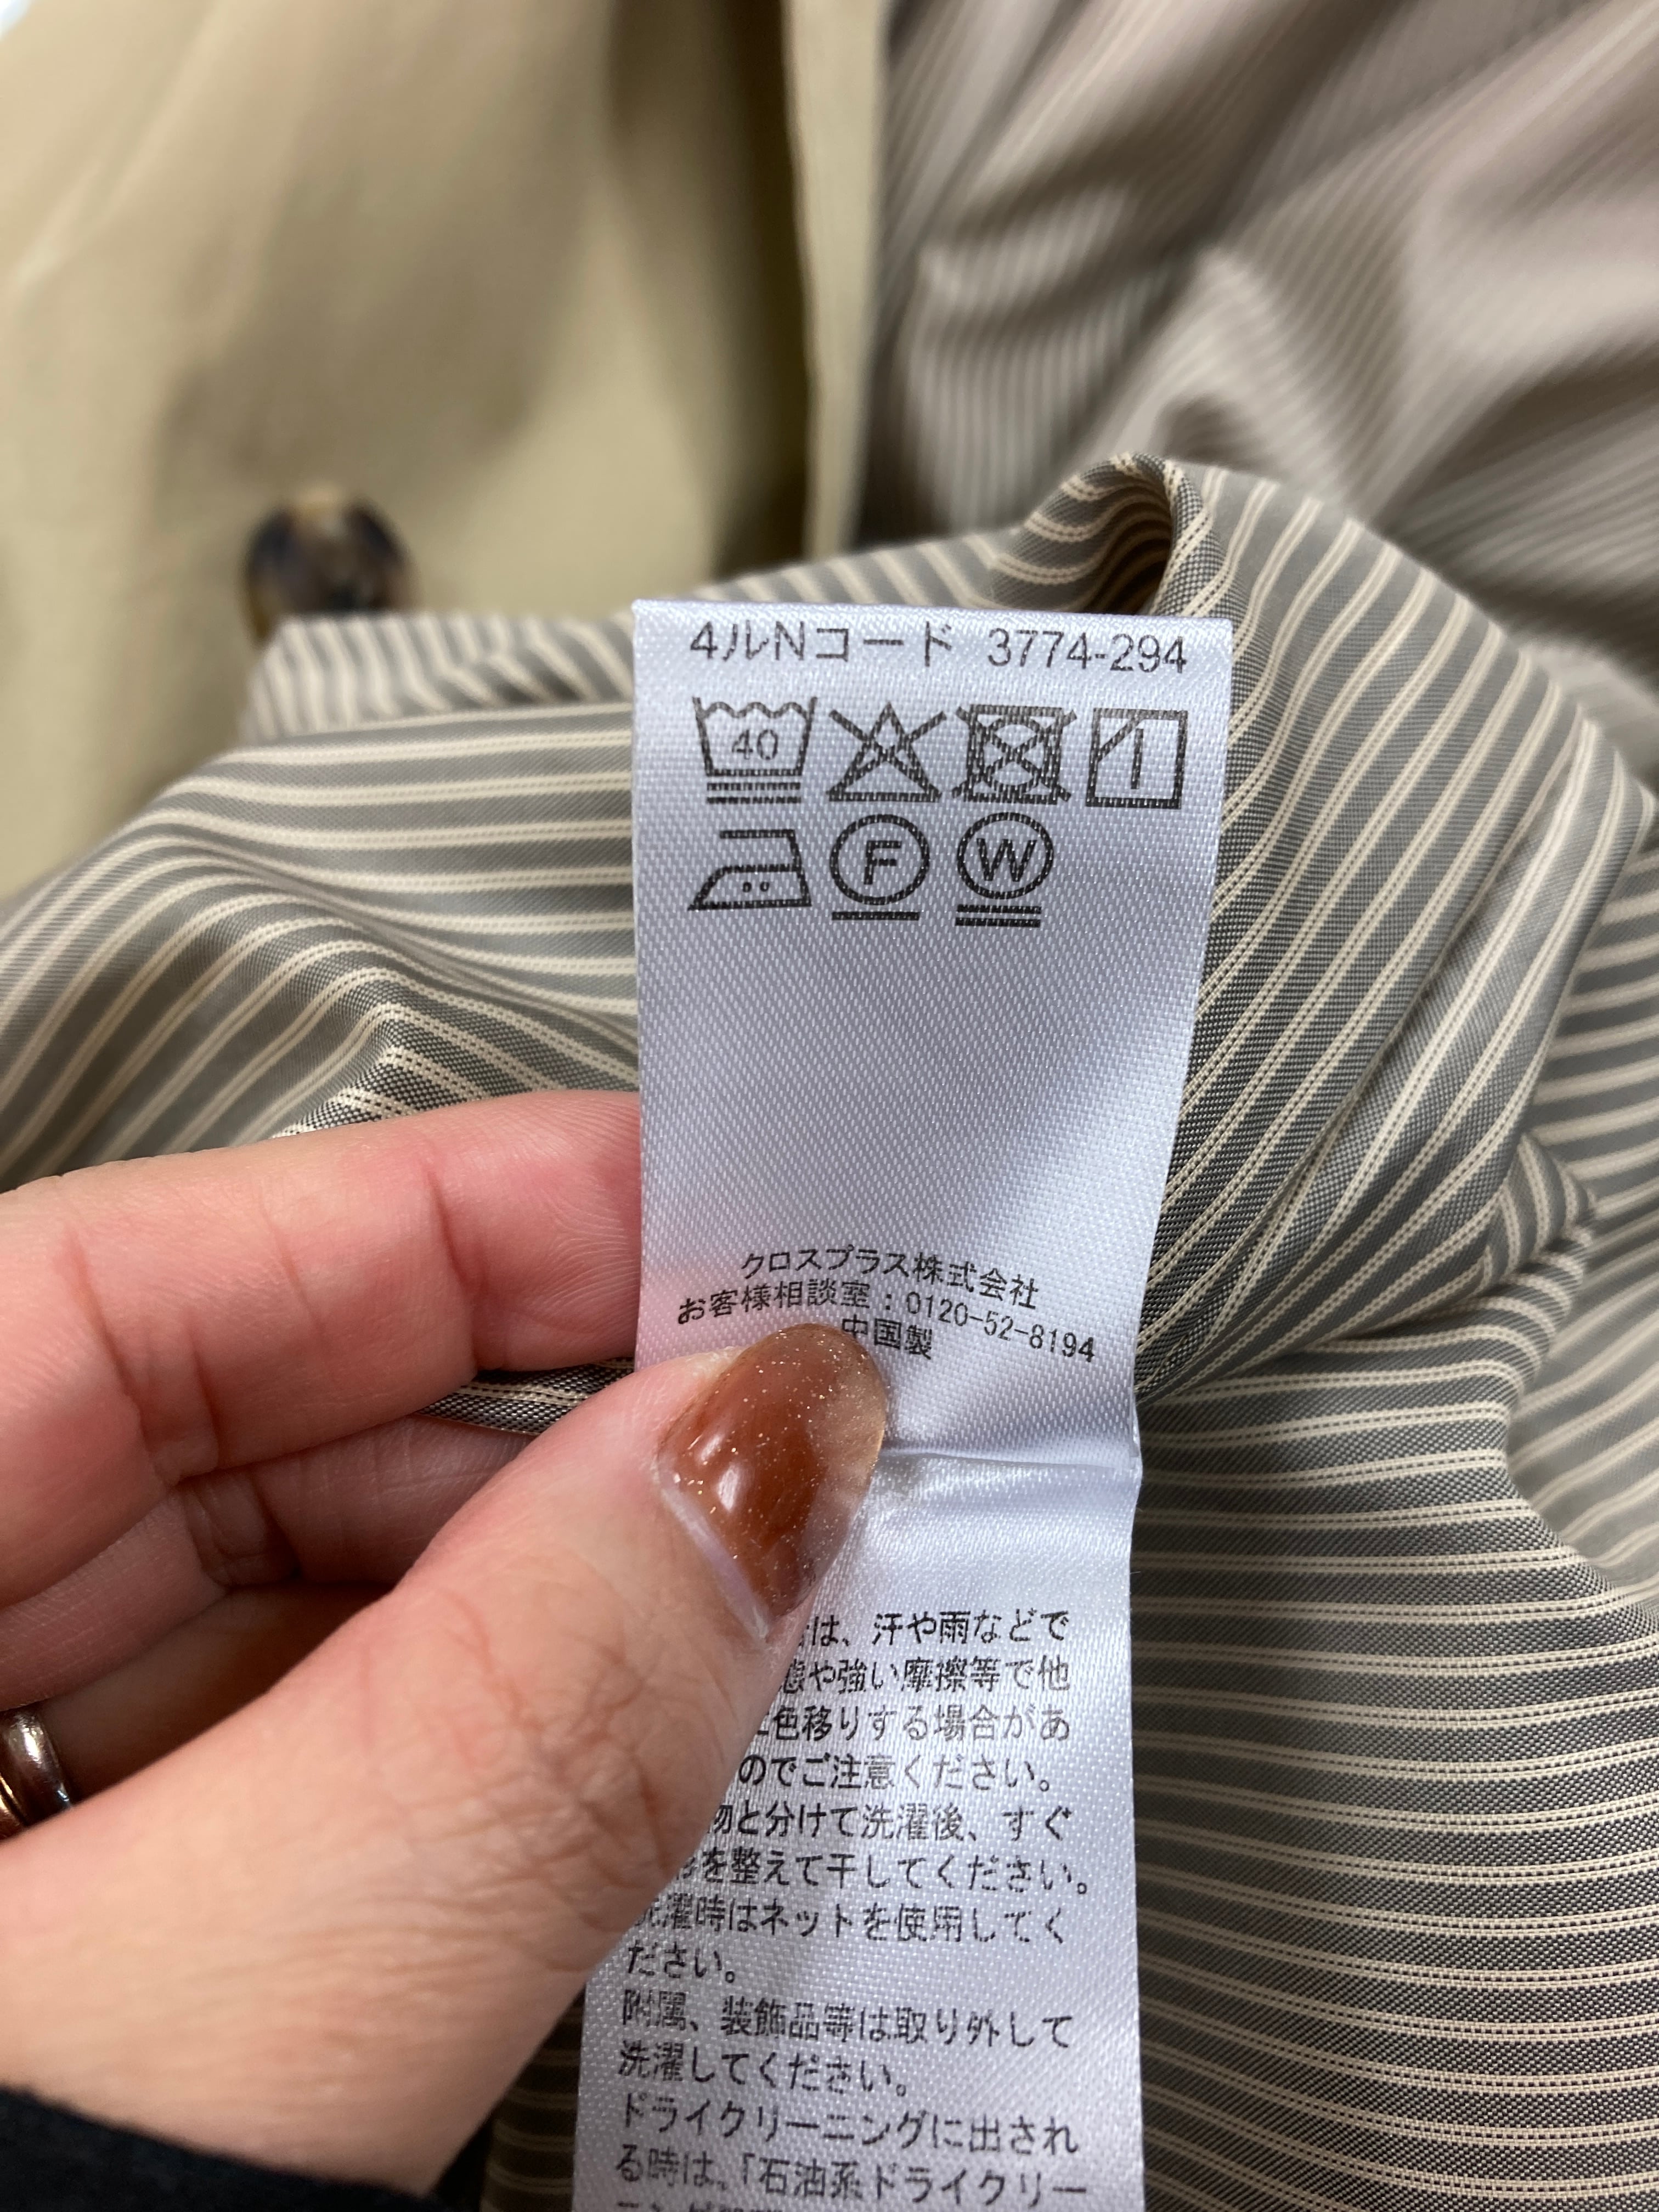 4ルNコード 3774-294
40
F W
クロスプラス株式会社
お客様相談室:0120-52-8194
中国製
は、汗や雨などで
態や強い摩擦等で他
色移りする場合があ
のでご注意ください。
物と分けて洗濯後、すぐ
を整えて干してください。
洗濯時はネットを使用してく
ださい。
附属、装飾品等は取り外して
洗濯してください。
ドライクリーニングに出され
る時は、「石油系ドライクリー